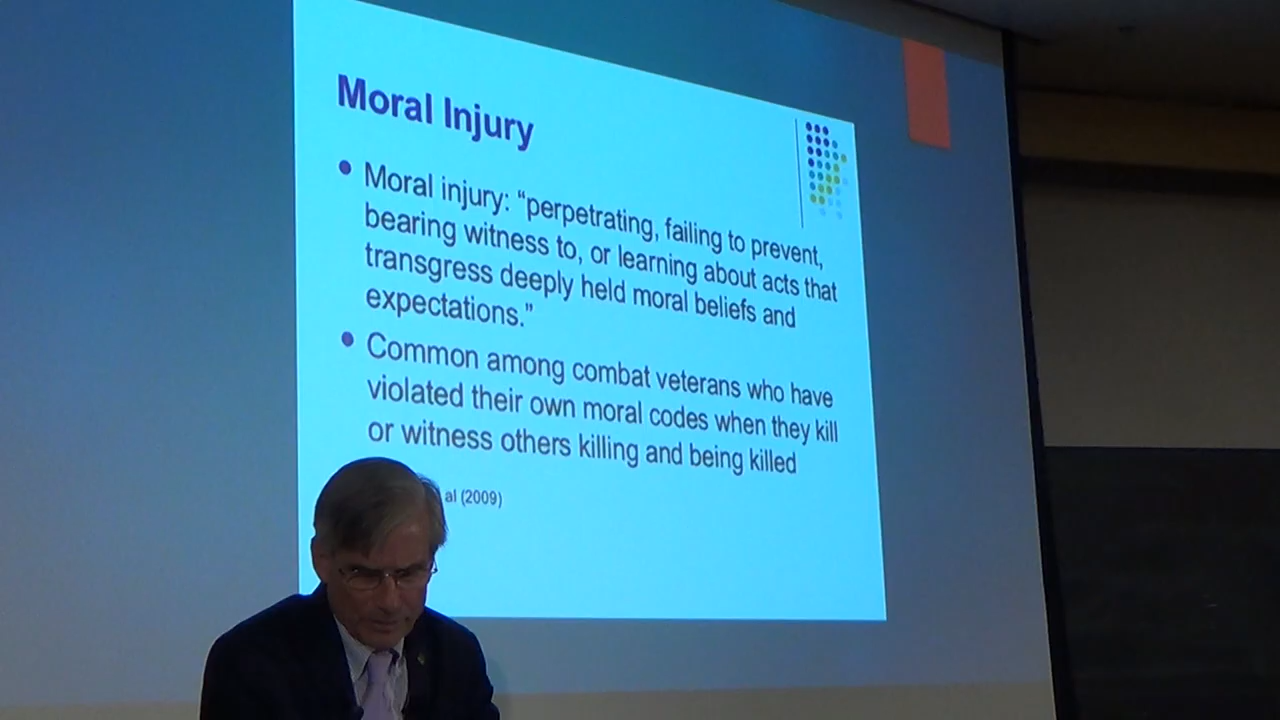 Moral Injury
• Moral injury: “perpetrating, failing to prevent,
bearing witness to, or learning about acts that
transgress deeply held moral beliefs and
expectations.”
• Common among combat veterans who have
violated their own moral codes when they kill
or witness others killing and being killed
al (2009)